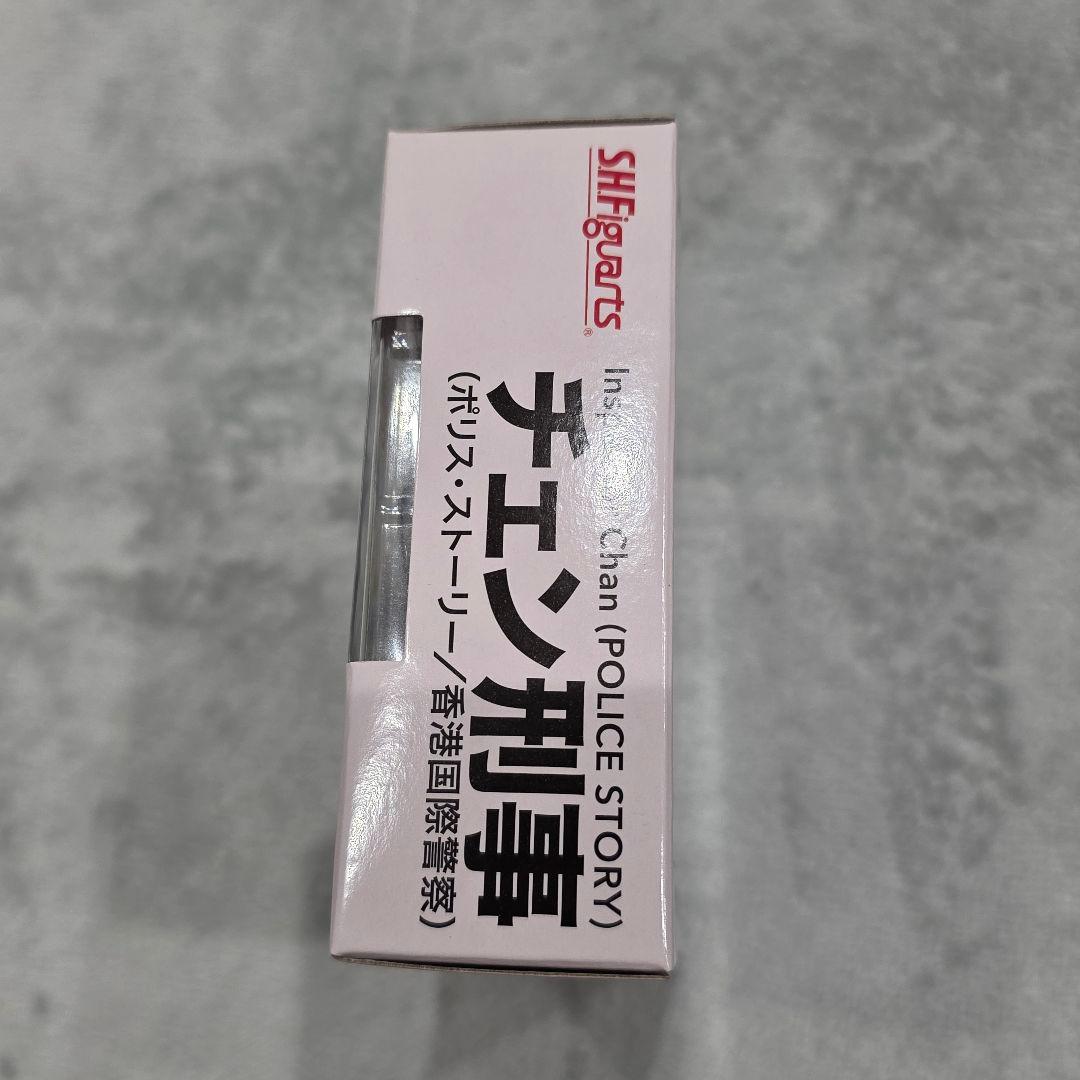 S.H.Figuarts®
Chan (POLICE STORY)
チェン刑事
(ポリス・ストーリー/香港国際警察)